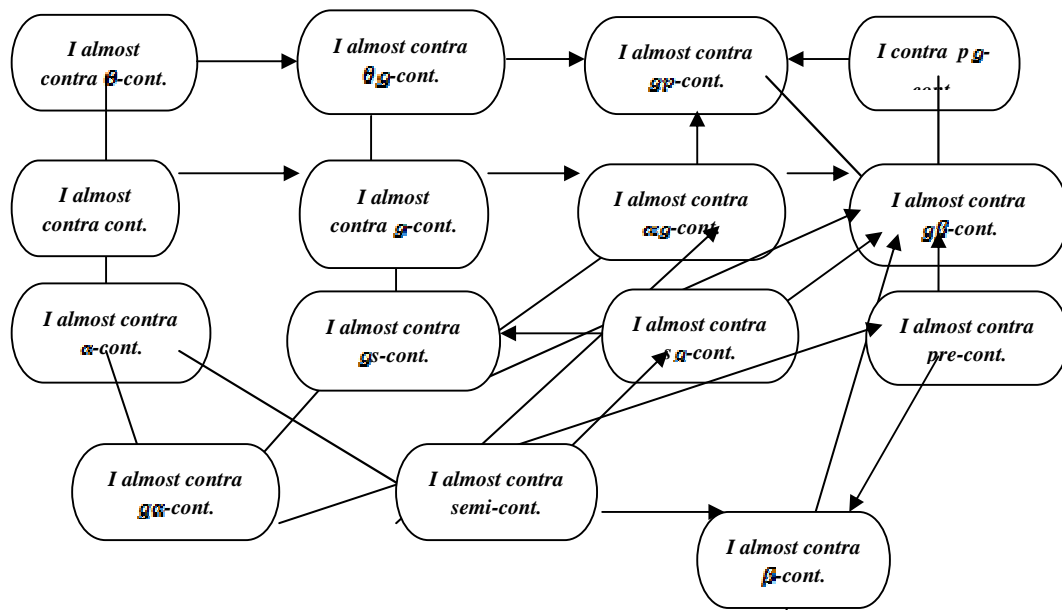 I almost
contra θ-cont.
I almost contra
θg-cont.
I almost contra
gp-cont.
I contra pg-
cont
I almost
contra cont.
I almost
contra g-cont.
I almost contra
αg-cont.
I almost contra
gβ-cont.
I almost contra
α-cont.
I almost contra
gs-cont.
I almost contra
sg-cont.
I almost contra
pre-cont.
I almost contra
gα-cont.
I almost contra
semi-cont.
I almost contra
β-cont.